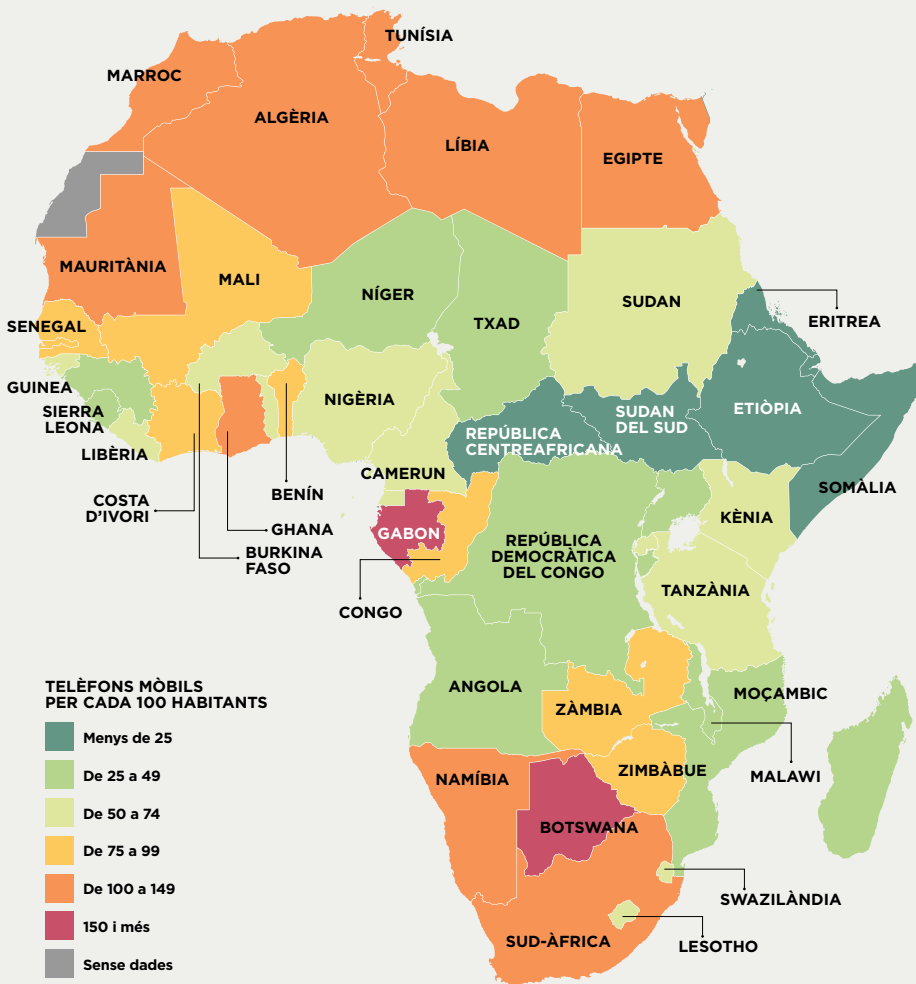 TUNÍSIA
MARROC
ALGÈRIA
LÍBIA
EGIPTE
MAURITÀNIA
MALI
NÍGER
TXAD
SUDAN
ERITREA
SENEGAL
GUINEA
SIERRA
LEONA
LIBÈRIA
NIGÈRIA
REPÚBLICA
CENTREAFRICANA
SUDAN
DEL SUD
ETIÒPIA
SOMÀLIA
CAMERUN
COSTA
D'IVORI
BENÍN
GHANA
BURKINA
FASO
GABON
CONGO
REPÚBLICA
DEMOCRÀTICA
DEL CONGO
KÈNIA
TANZÀNIA
ANGOLA
ZÀMBIA
MOÇAMBIC
MALAWI
NAMÍBIA
ZIMBÀBUE
BOTSWANA
SWAZILÀNDIA
LESOTHO
SUD-ÀFRICA
TELÈFONS MÒBILS
PER CADA 100 HABITANTS
Menys de 25
De 25 a 49
De 50 a 74
De 75 a 99
De 100 a 149
150 i més
Sense dades